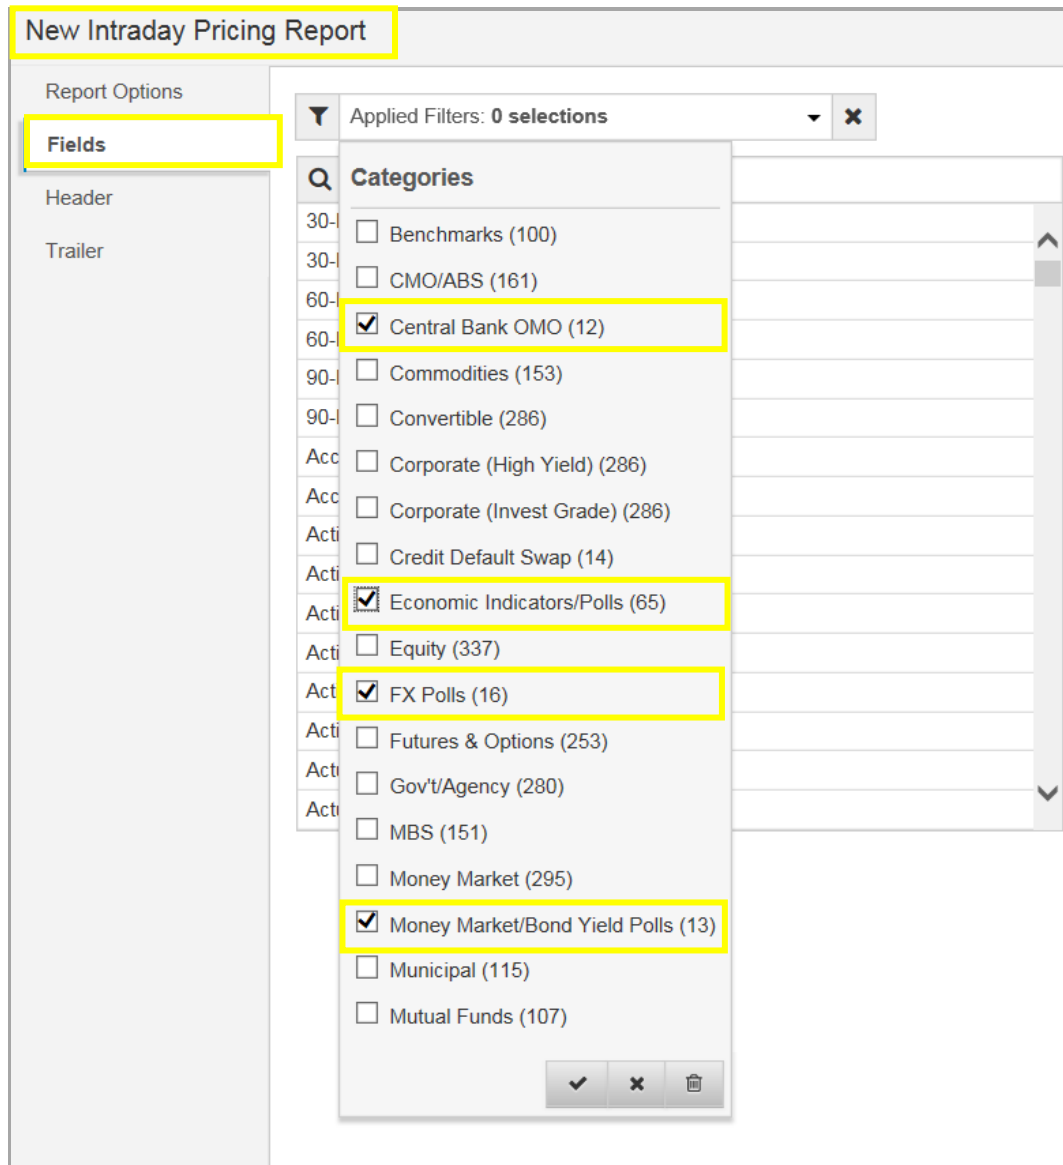 New Intraday Pricing Report
Report Options
Fields
Header
Trailer
Applied Filters: 0 selections
Categories
Benchmarks (100)
CMO/ABS (161)
Central Bank OMO (12)
Commodities (153)
Convertible (286)
Corporate (High Yield) (286)
Corporate (Invest Grade) (286)
Credit Default Swap (14)
Economic Indicators/Polls (65)
Equity (337)
FX Polls (16)
Futures & Options (253)
Gov't/Agency (280)
MBS (151)
Money Market (295)
Money Market/Bond Yield Polls (13)
Municipal (115)
Mutual Funds (107)